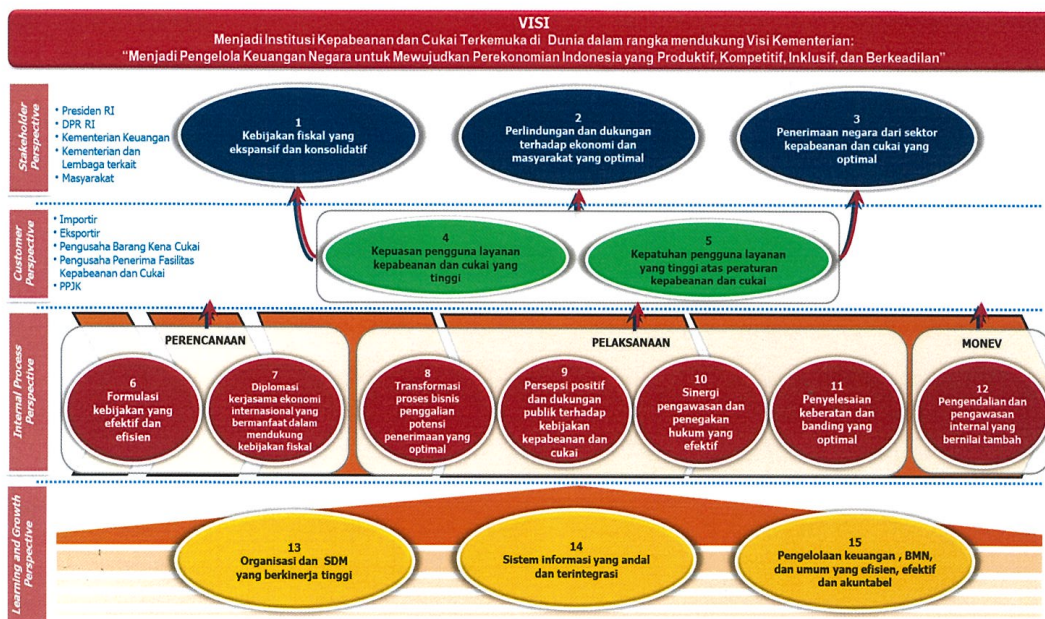 VISI
Menjadi Institusi Kepabeanan dan Cukai Terkemuka di Dunia dalam rangka mendukung Visi Kementerian:
“Menjadi Pengelola Keuangan Negara untuk Mewujudkan Perekonomian Indonesia yang Produktif, Kompetitif, Inklusif, dan Berkeadilan”
Stakeholder
Perspective
• Presiden RI
• DPR RI
• Kementerian Keuangan
• Kementerian dan
Lembaga terkait
• Masyarakat
1
Kebijakan fiskal yang
ekspansif dan konsolidatif
2
Perlindungan dan dukungan
terhadap ekonomi dan
masyarakat yang optimal
3
Penerimaan negara dari sektor
kepabeanan dan cukai yang
optimal
Customer
Perspective
• Importir
• Eksportir
• Pengusaha Barang Kena Cukai
• Pengusaha Penerima Fasilitas
Kepabeanan dan Cukai
• PPJK
4
Kepuasan pengguna layanan
kepabeanan dan cukai yang
tinggi
5
Kepatuhan pengguna layanan
yang tinggi atas peraturan
kepabeanan dan cukai
Internal Process
Perspective
PERENCANAAN
6
Formulasi
kebijakan yang
efektif dan
efisien
7
Diplomasi
kerjasama ekonomi
internasional yang
bermanfaat dalam
mendukung
kebijakan fiskal
PELAKSANAAN
8
Transformasi
proses bisnis
penggalian
potensi
penerimaan yang
optimal
9
Persepsi positif
dan dukungan
publik terhadap
kebijakan
kepabeanan dan
cukai
10
Sinergi
pengawasan dan
penegakan
hukum yang
efektif
11
Penyelesaian
keberatan dan
banding yang
optimal
MONEV
12
Pengendalian dan
pengawasan
internal yang
bernilai tambah
Learning and Growth
Perspective
13
Organisasi dan SDM
yang berkinerja tinggi
14
Sistem informasi yang andal
dan terintegrasi
15
Pengelolaan keuangan , BMN,
dan umum yang efisien, efektif
dan akuntabel